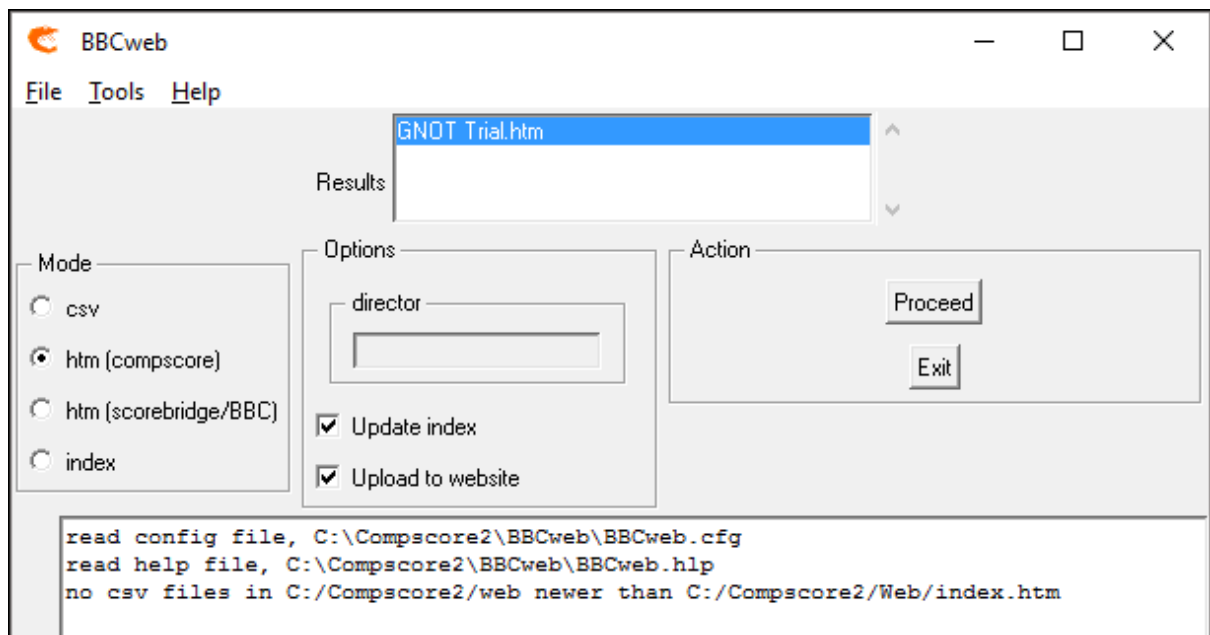 BBCweb
File Tools Help
GNOT Trial.htm
Results
Mode
csv
htm (compscore)
htm (scorebridge/BBC)
index
Options
director
Update index
Upload to website
Action
Proceed
Exit
read config file, C:\Compscore2\BBCweb\BBCweb.cfg
read help file, C:\Compscore2\BBCweb\BBCweb.hlp
no csv files in C:/Compscore2/web newer than C:/Compscore2/Web/index.htm